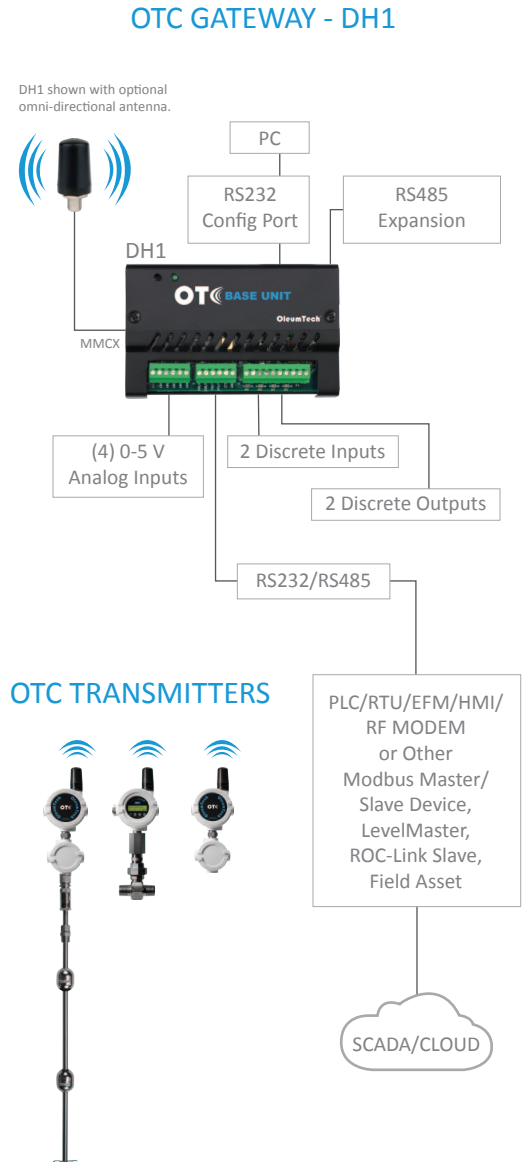 OTC GATEWAY - DH1
DH1 shown with optional
omni-directional antenna.
PC
RS232
Config Port
RS485
Expansion
DH1
OTC BASE UNIT
OleumTech
MMCX
(4) 0-5 V
Analog Inputs
2 Discrete Inputs
2 Discrete Outputs
RS232/RS485
OTC TRANSMITTERS
PLC/RTU/EFM/HMI/
RF MODEM
or Other
Modbus Master/
Slave Device,
LevelMaster,
ROC-Link Slave,
Field Asset
OTC
OTC
SCADA/CLOUD